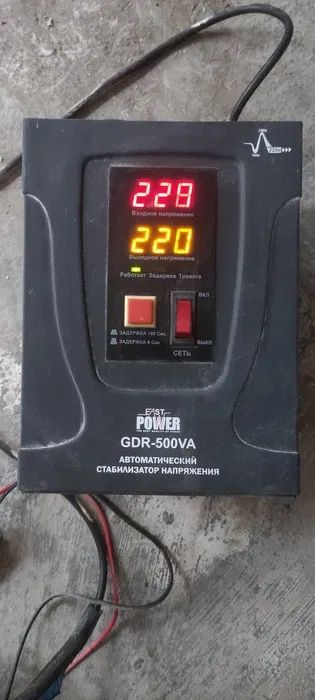 228
Входное напряжение
220
Выходное напряжение
Работает Задержка Тревога
ВКЛ
ЗАДЕРЖКА 180 Сек.
ЗАДЕРЖКА 6 Сек
ВЫКЛ
СЕТЬ
EAST
POWER
GDR-500VA
АВТОМАТИЧЕСКИЙ
СТАБИЛИЗАТОР НАПРЯЖЕНИЯ